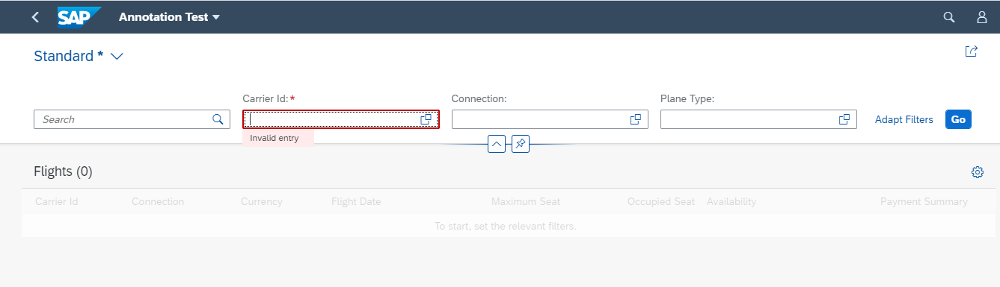 SAP Annotation Test
Standard *
Carrier Id:* Connection: Plane Type:
Search Adapt Filters Go
Invalid entry
Flights (0)
Carrier Id Connection Currency Flight Date Maximum Seat Occupied Seat Availability Payment Summary
To start, set the relevant filters.